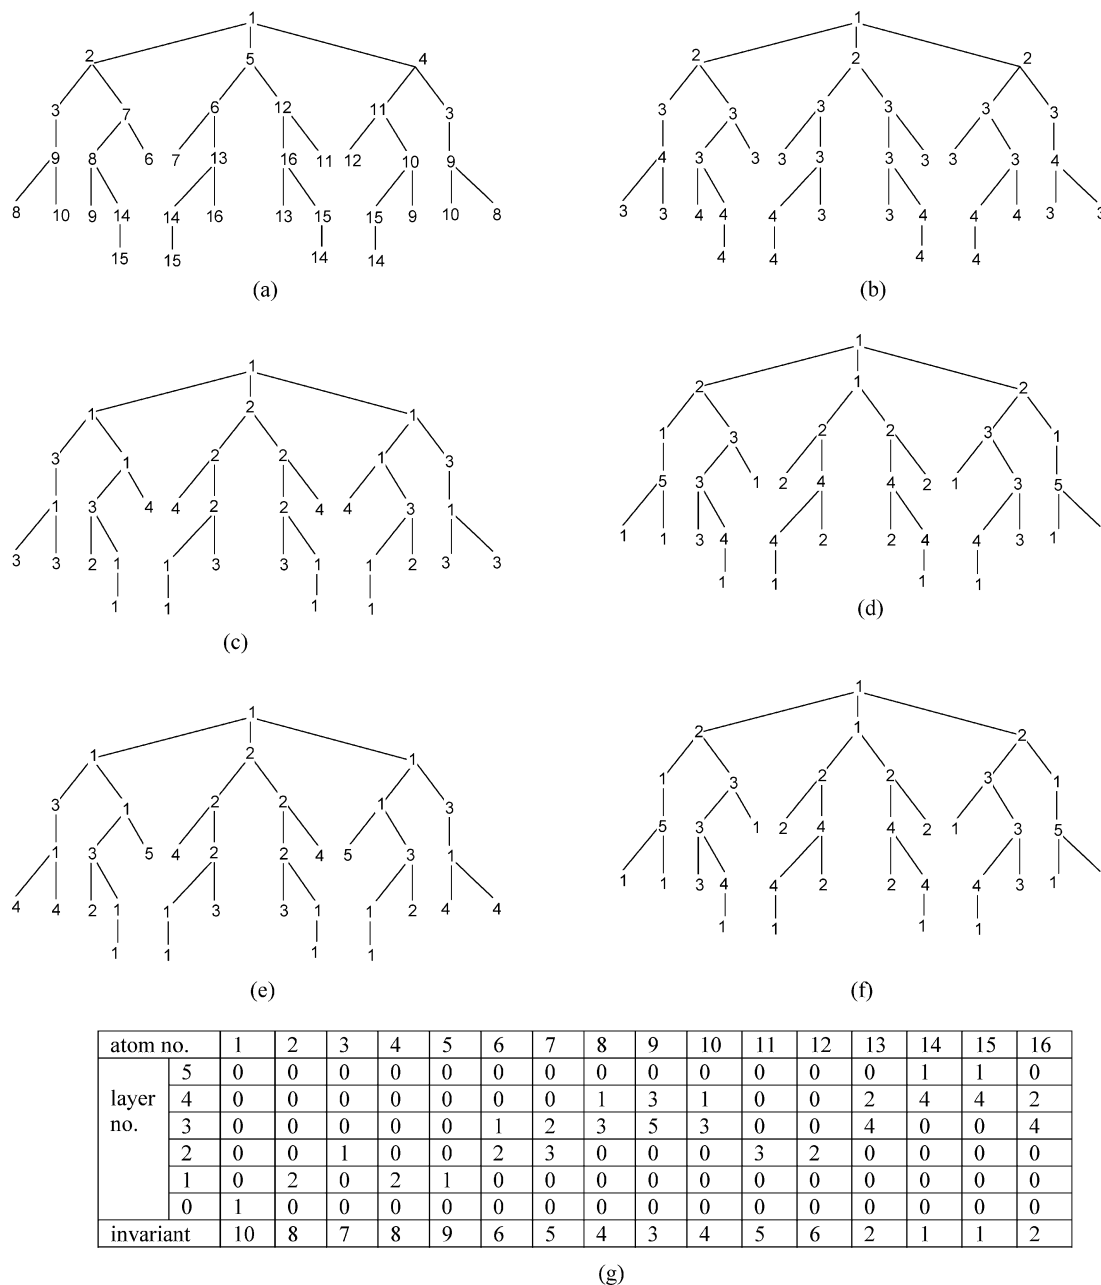 1
2 5 4
3 7 6 12 11 3
9 8 6 7 13 16 11 12 10 9
8 10 9 14 14 16 13 15 15 9 10 8
15 15 14 14
(a)
1
2 2 2
3 3 3 3 3 3
4 3 3 3 3 3 3 3 3 4
3 3 4 4 4 3 3 4 4 4 3 3
4 4 4 4
(b)
1
1 2 1
3 1 2 2 1 3
1 3 4 4 2 2 4 4 3 1
3 3 2 1 1 3 3 1 1 2 3 3
1 1 1 1
(c)
1
2 1 2
1 3 2 2 3 1
5 3 1 2 4 4 2 1 3 5
1 1 3 4 4 2 2 4 4 3 1
1 1 1 1
(d)
1
1 2 1
3 1 2 2 1 3
1 3 5 4 2 2 4 5 3 1
4 4 2 1 1 3 3 1 1 2 4 4
1 1 1 1
(e)
1
2 1 2
1 3 2 2 3 1
5 3 1 2 4 4 2 1 3 5
1 1 3 4 4 2 2 4 4 3 1
1 1 1 1
(f)
atom no. 1 2 3 4 5 6 7 8 9 10 11 12 13 14 15 16
5 0 0 0 0 0 0 0 0 0 0 0 0 0 1 1 0
layer 4 0 0 0 0 0 0 0 1 3 1 0 0 2 4 4 2
no. 3 0 0 0 0 0 1 2 3 5 3 0 0 4 0 0 4
2 0 0 1 0 0 2 3 0 0 0 3 2 0 0 0 0
1 0 2 0 2 1 0 0 0 0 0 0 0 0 0 0 0
0 1 0 0 0 0 0 0 0 0 0 0 0 0 0 0 0
invariant 10 8 7 8 9 6 5 4 3 4 5 6 2 1 1 2
(g)